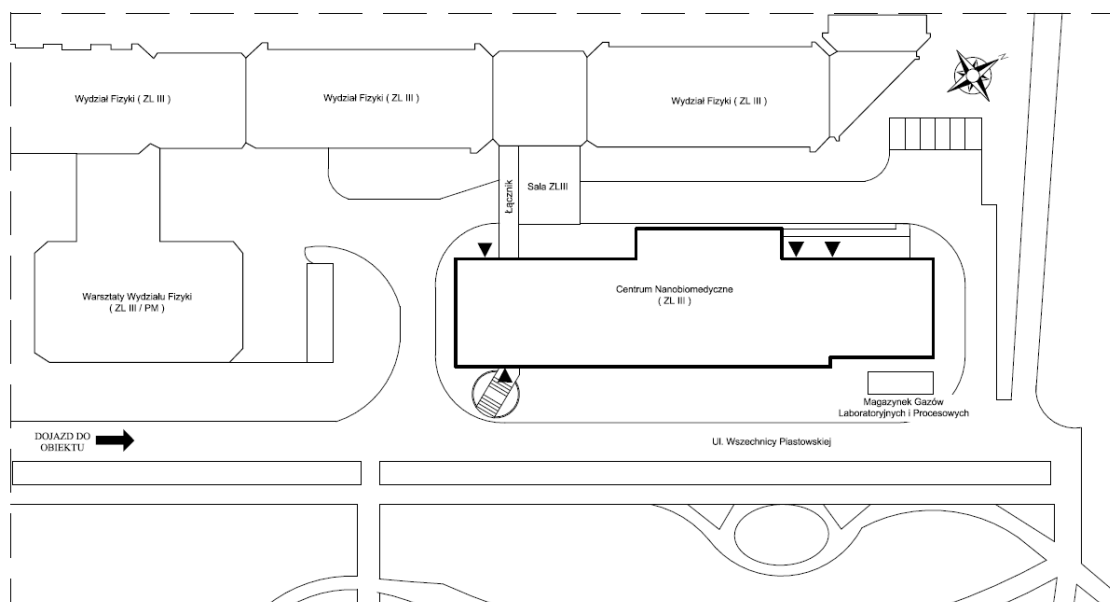 Wydział Fizyki ( ZL III )
Wydział Fizyki ( ZL III )
Wydział Fizyki ( ZL III )
N
Łącznik
Sala ZLIII
Warsztaty Wydziału Fizyki
( ZL III / PM )
Centrum Nanobiomedyczne
( ZL III )
Magazynek Gazów
Laboratoryjnych i Procesowych
DOJAZD DO
OBIEKTU
Ul. Wszechnicy Piastowskiej